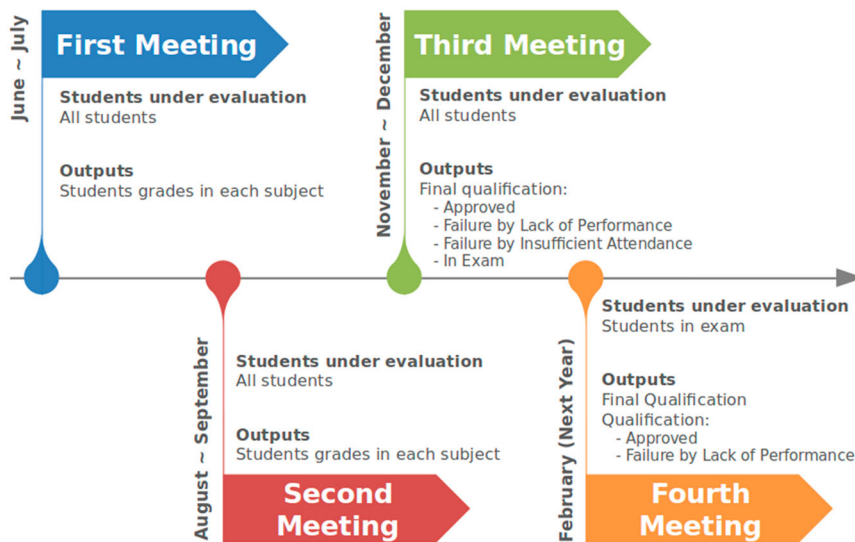 June ~ July
First Meeting
Students under evaluation
All students
Outputs
Students grades in each subject
August ~ September
Students under evaluation
All students
Outputs
Students grades in each subject
Second
Meeting
November ~ December
Third Meeting
Students under evaluation
All students
Outputs
Final qualification:
- Approved
- Failure by Lack of Performance
- Failure by Insufficient Attendance
- In Exam
February (Next Year)
Students under evaluation
Students in exam
Outputs
Final Qualification
Qualification:
- Approved
- Failure by Lack of Performance
Fourth
Meeting